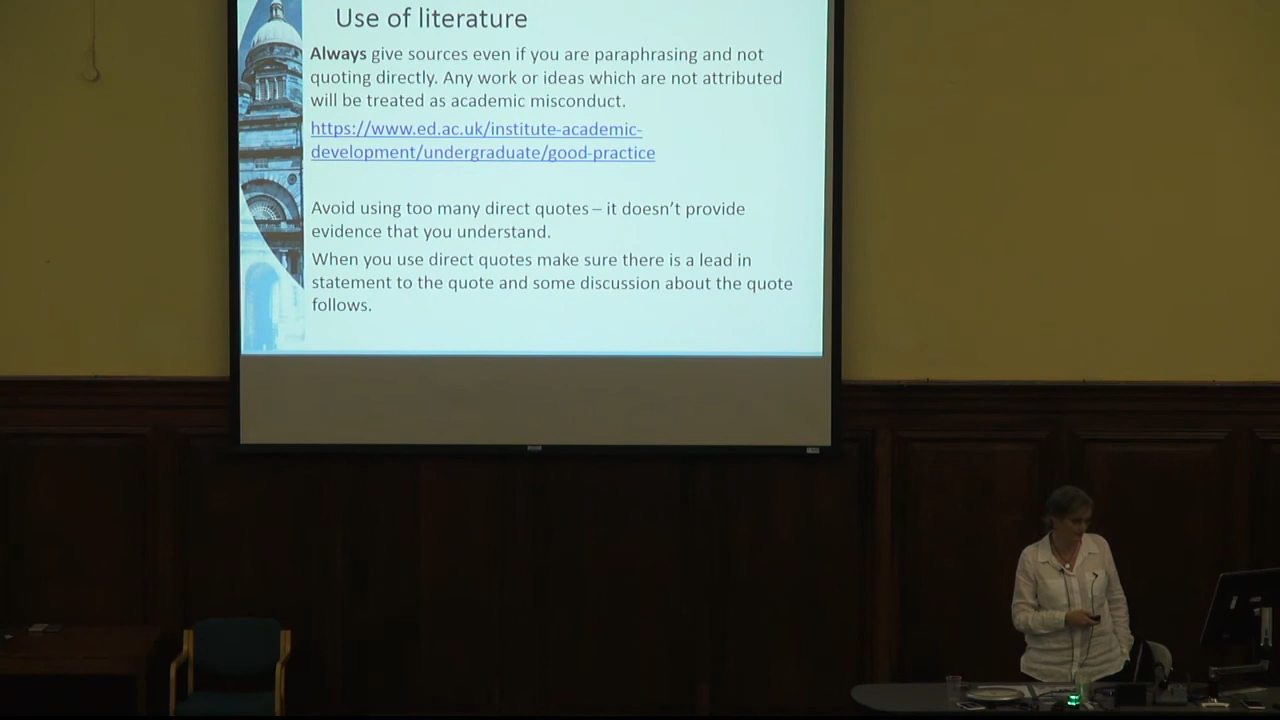 Use of literature
Always give sources even if you are paraphrasing and not
quoting directly. Any work or ideas which are not attributed
will be treated as academic misconduct.
https://www.ed.ac.uk/institute-academic-
development/undergraduate/good-practice
Avoid using too many direct quotes – it doesn’t provide
evidence that you understand.
When you use direct quotes make sure there is a lead in
statement to the quote and some discussion about the quote
follows.